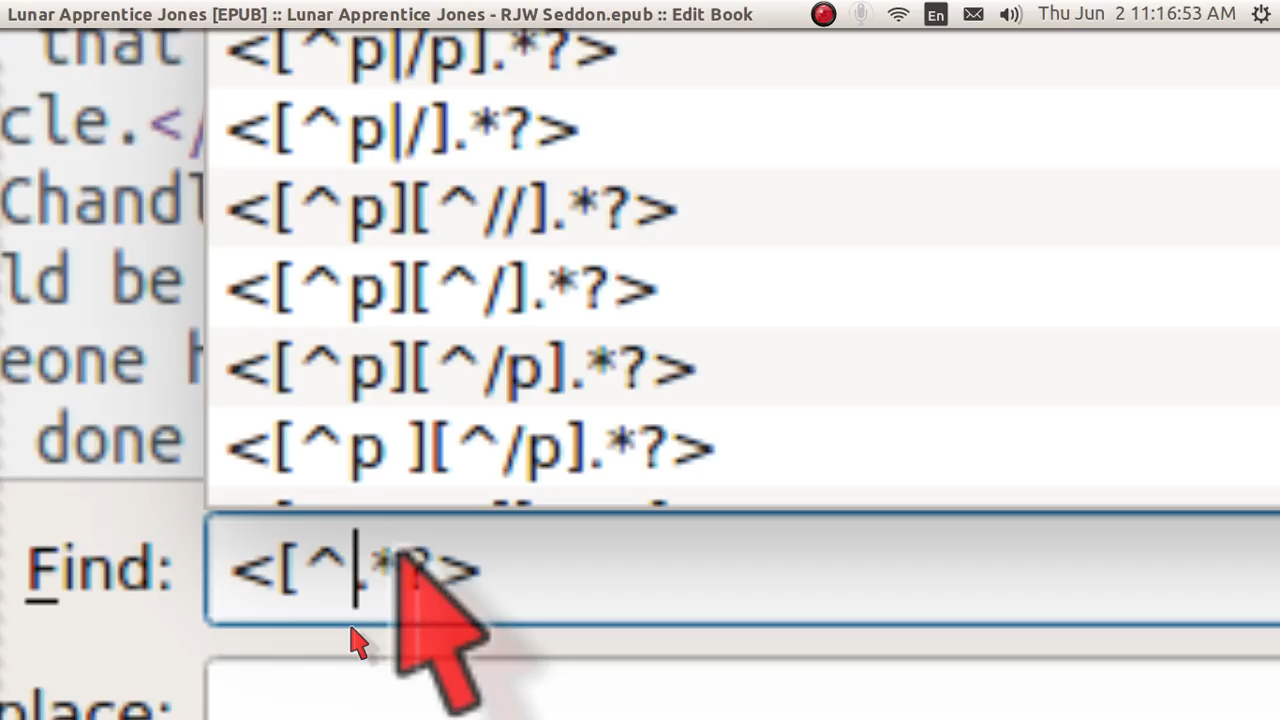 Lunar Apprentice Jones [EPUB] :: Lunar Apprentice Jones - RJW Seddon.epub :: Edit Book En Thu Jun 2 11:16:53 AM
that
<[^p|/p].*?>
cle.</
<[^p|/].*?>
Chandl
<[^p][^//].*?>
ld be
<[^p][^/].*?>
eone h
<[^p][^/p].*?>
done
<[^p ][^/p].*?>
Find: <[^.*?>
place: